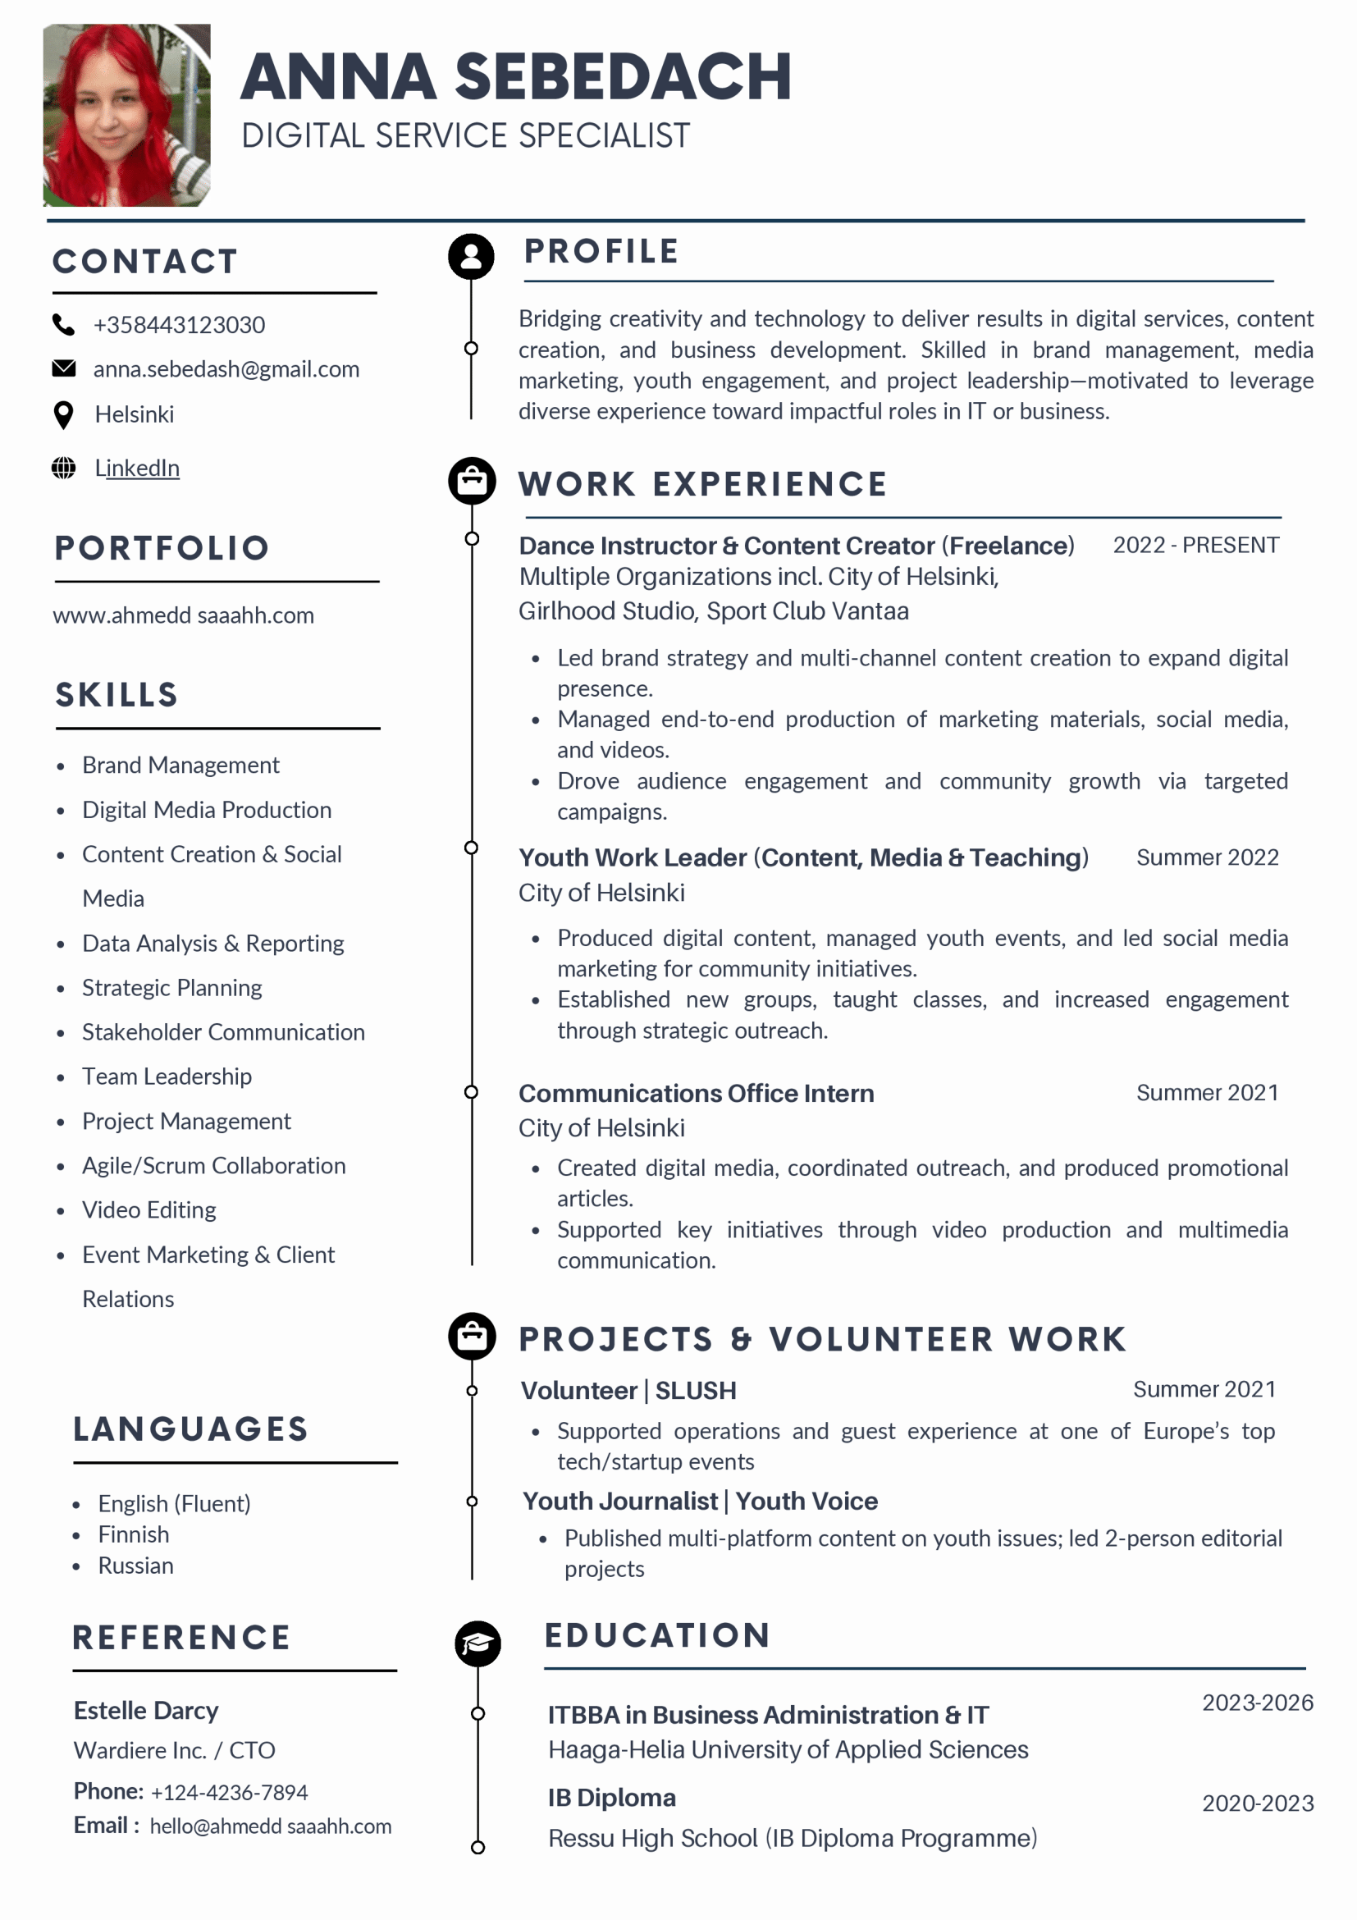 ANNA SEBEDACH
DIGITAL SERVICE SPECIALIST
CONTACT
+358443123030
anna.sebedash@gmail.com
Helsinki
LinkedIn
PORTFOLIO
www.ahmedd saaahh.com
SKILLS
• Brand Management
• Digital Media Production
• Content Creation & Social
Media
• Data Analysis & Reporting
• Strategic Planning
• Stakeholder Communication
• Team Leadership
• Project Management
• Agile/Scrum Collaboration
• Video Editing
• Event Marketing & Client
Relations
LANGUAGES
• English (Fluent)
• Finnish
• Russian
REFERENCE
Estelle Darcy
Wardiere Inc. / CTO
Phone: +124-4236-7894
Email : hello@ahmedd saaahh.com
PROFILE
Bridging creativity and technology to deliver results in digital services, content
creation, and business development. Skilled in brand management, media
marketing, youth engagement, and project leadership—motivated to leverage
diverse experience toward impactful roles in IT or business.
WORK EXPERIENCE
Dance Instructor & Content Creator (Freelance) 2022 - PRESENT
Multiple Organizations incl. City of Helsinki,
Girlhood Studio, Sport Club Vantaa
• Led brand strategy and multi-channel content creation to expand digital
presence.
• Managed end-to-end production of marketing materials, social media,
and videos.
• Drove audience engagement and community growth via targeted
campaigns.
Youth Work Leader (Content, Media & Teaching) Summer 2022
City of Helsinki
• Produced digital content, managed youth events, and led social media
marketing for community initiatives.
• Established new groups, taught classes, and increased engagement
through strategic outreach.
Communications Office Intern Summer 2021
City of Helsinki
• Created digital media, coordinated outreach, and produced promotional
articles.
• Supported key initiatives through video production and multimedia
communication.
PROJECTS & VOLUNTEER WORK
Volunteer | SLUSH Summer 2021
• Supported operations and guest experience at one of Europe’s top
tech/startup events
Youth Journalist | Youth Voice
• Published multi-platform content on youth issues; led 2-person editorial
projects
EDUCATION
ITBBA in Business Administration & IT 2023-2026
Haaga-Helia University of Applied Sciences
IB Diploma 2020-2023
Ressu High School (IB Diploma Programme)